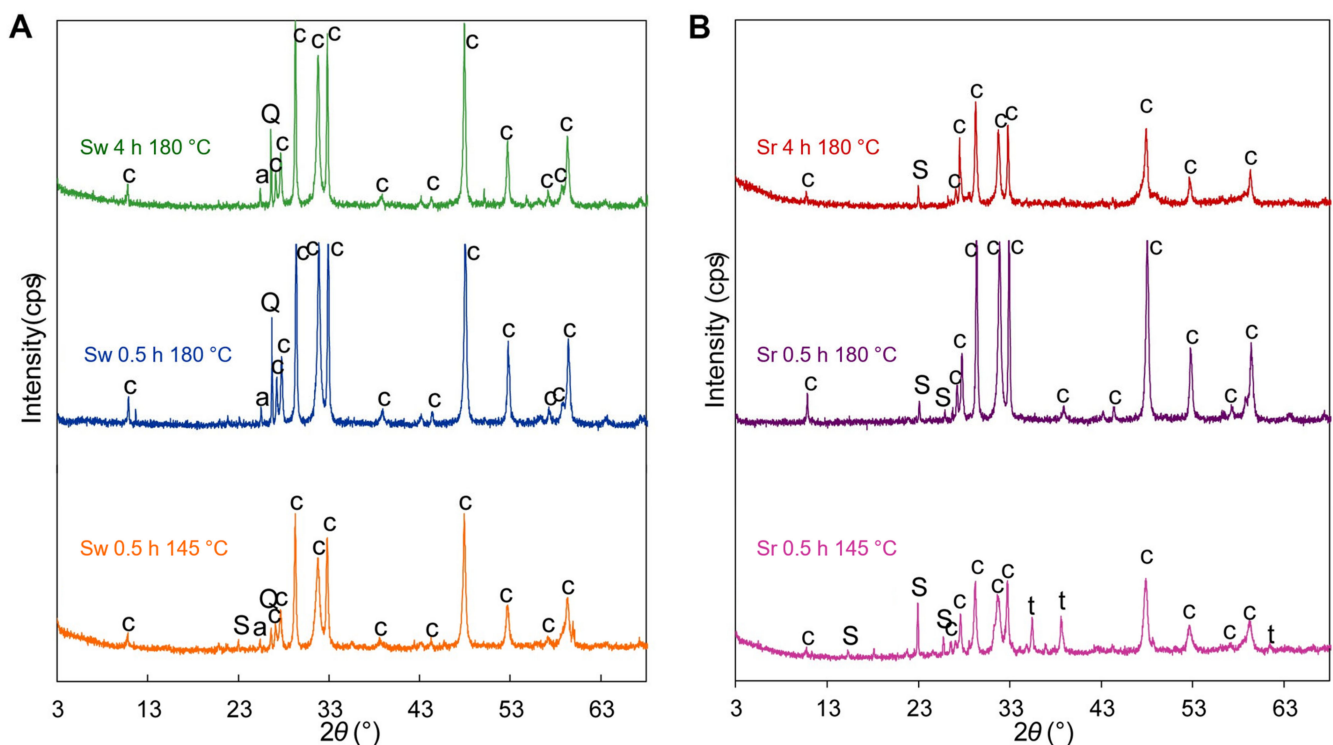 A
c c c
Q
c
Sw 4 h 180 °C
c
a
c
c
c
c
c
c c
c
c c c
c
Q
c
Sw 0.5 h 180 °C
c
a
c
c
c
c
c
c c
c
c
c
c
Sw 0.5 h 145 °C
c
S a
Q c
c
c
c
c
c
c
Intensity(cps)
3 13 23 33 43 53 63
2θ (°)
B
c
c c
c
Sr 4 h 180 °C
c
S
c
c
c
c
c c c
c
c
Sr 0.5 h 180 °C
c
S
S
c
c
c
c
c
c
c
Sr 0.5 h 145 °C
c
S
S
S
c
c
c
c
c
t
t
c
c
c
c
t
Intensity (cps)
3 13 23 33 43 53 63
2θ (°)